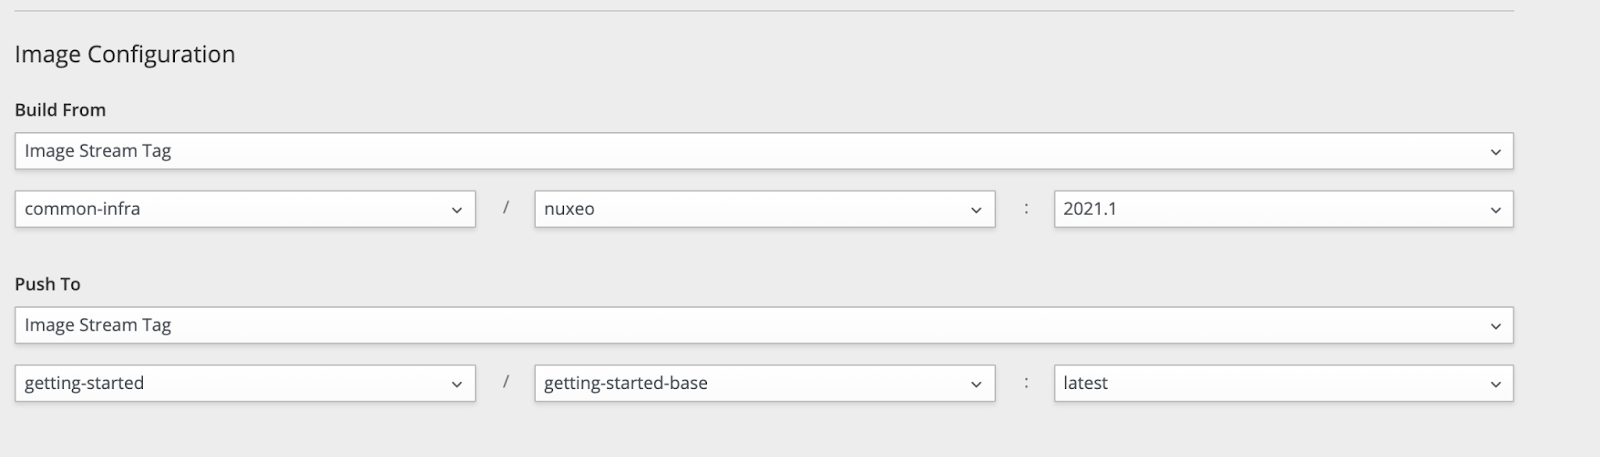 Image Configuration
Build From
Image Stream Tag
common-infra / nuxeo : 2021.1
Push To
Image Stream Tag
getting-started / getting-started-base : latest